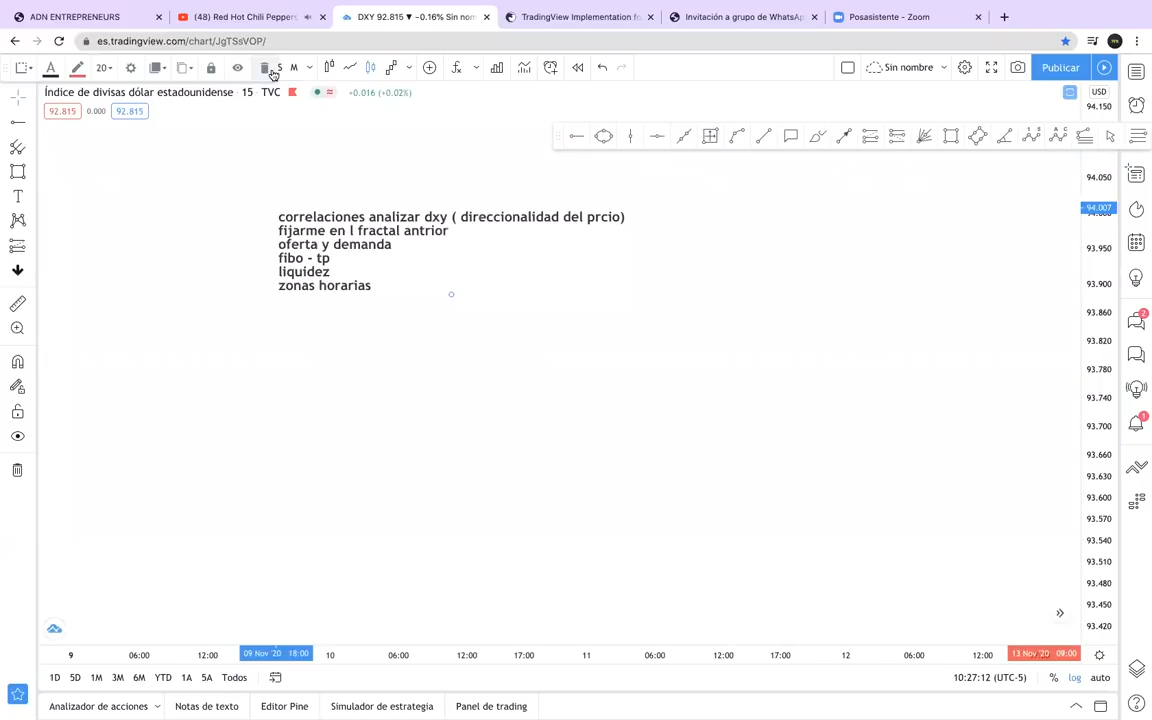 ADN ENTREPRENEURS
(48) Red Hot Chili Peppers
DXY 92.815 ▼ −0.16% Sin nom
TradingView Implementation fo
Invitación a grupo de WhatsAp
Posasistente - Zoom
es.tradingview.com/chart/JgTSsVOP/
20
S
M
Sin nombre
Publicar
Índice de divisas dólar estadounidense · 15 · TVC
+0.016 (+0.02%)
USD
92.815
0.000
92.815
correlaciones analizar dxy ( direccionalidad del prcio)
fijarme en l fractal antrior
oferta y demanda
fibo - tp
liquidez
zonas horarias
94.150
94.050
94.007
93.950
93.900
93.860
93.820
93.780
93.740
93.700
93.660
93.630
93.600
93.570
93.540
93.510
93.480
93.450
93.420
2
1
9
06:00
12:00
09 Nov '20 18:00
10
06:00
12:00
17:00
11
06:00
12:00
17:00
12
06:00
12:00
13 Nov '20 09:00
1D
5D
1M
3M
6M
YTD
1A
5A
Todos
10:27:12 (UTC-5)
%
log
auto
Analizador de acciones
Notas de texto
Editor Pine
Simulador de estrategia
Panel de trading